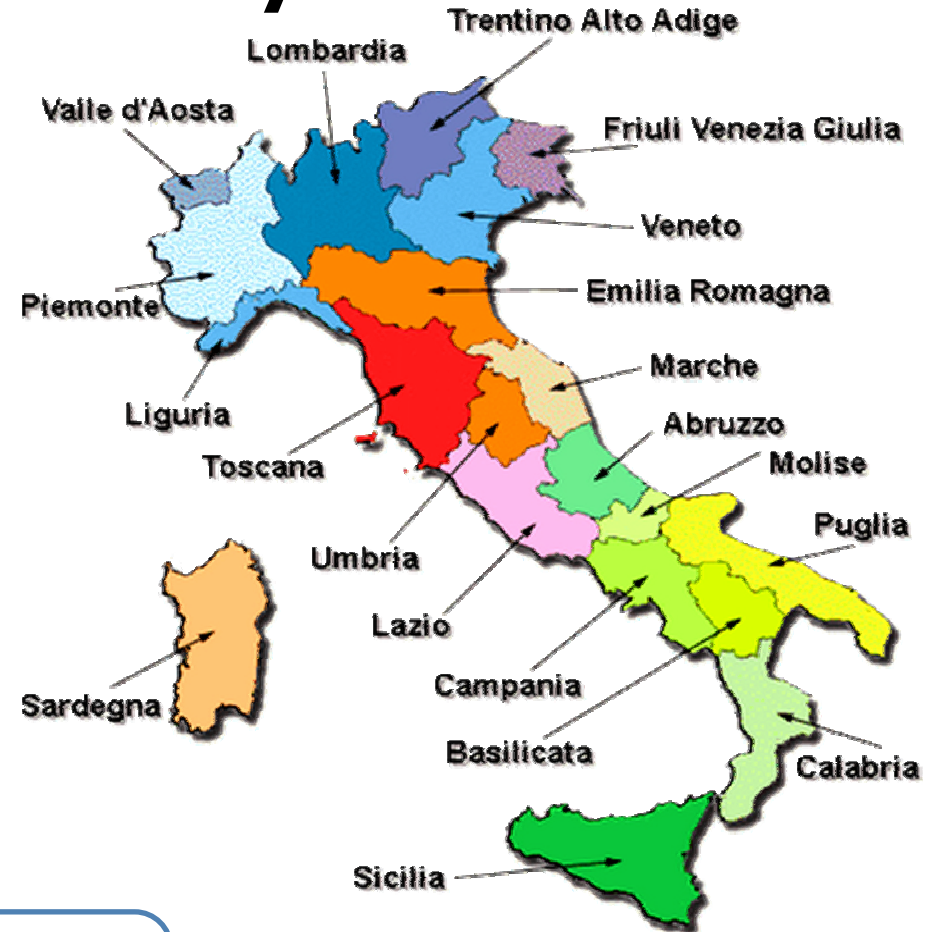 Trentino Alto Adige
Lombardia
Valle d'Aosta
Friuli Venezia Giulia
Veneto
Emilia Romagna
Piemonte
Marche
Liguria
Abruzzo
Toscana
Molise
Puglia
Umbria
Lazio
Campania
Sardegna
Basilicata
Calabria
Sicilia